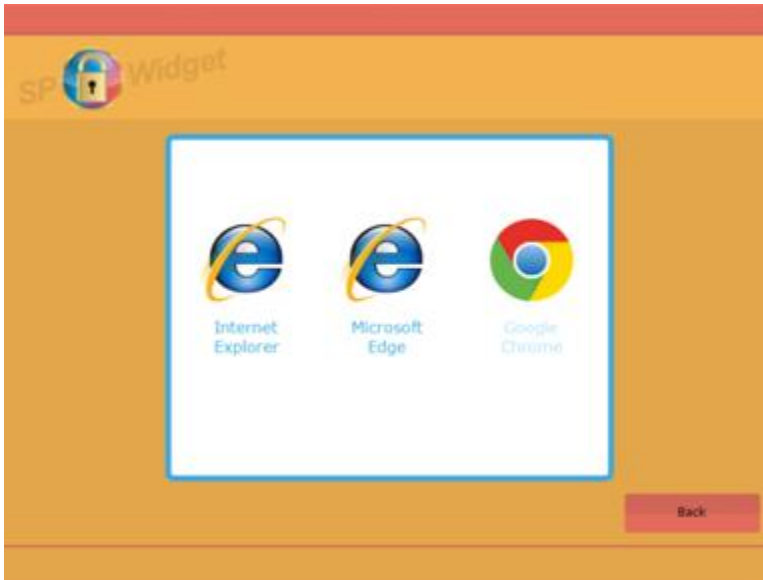 SP Widget
Internet
Explorer
Microsoft
Edge
Google
Chrome
Back